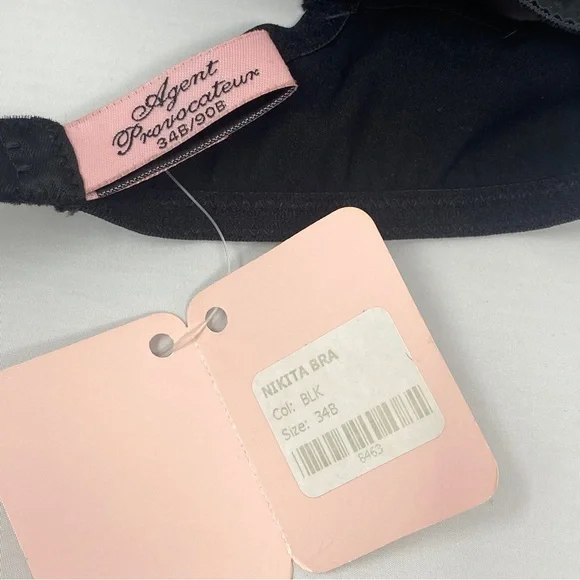 Agent
Provocateur
34B/90B
NIKITA BRA
Col: BLK
Size: 34B
8463